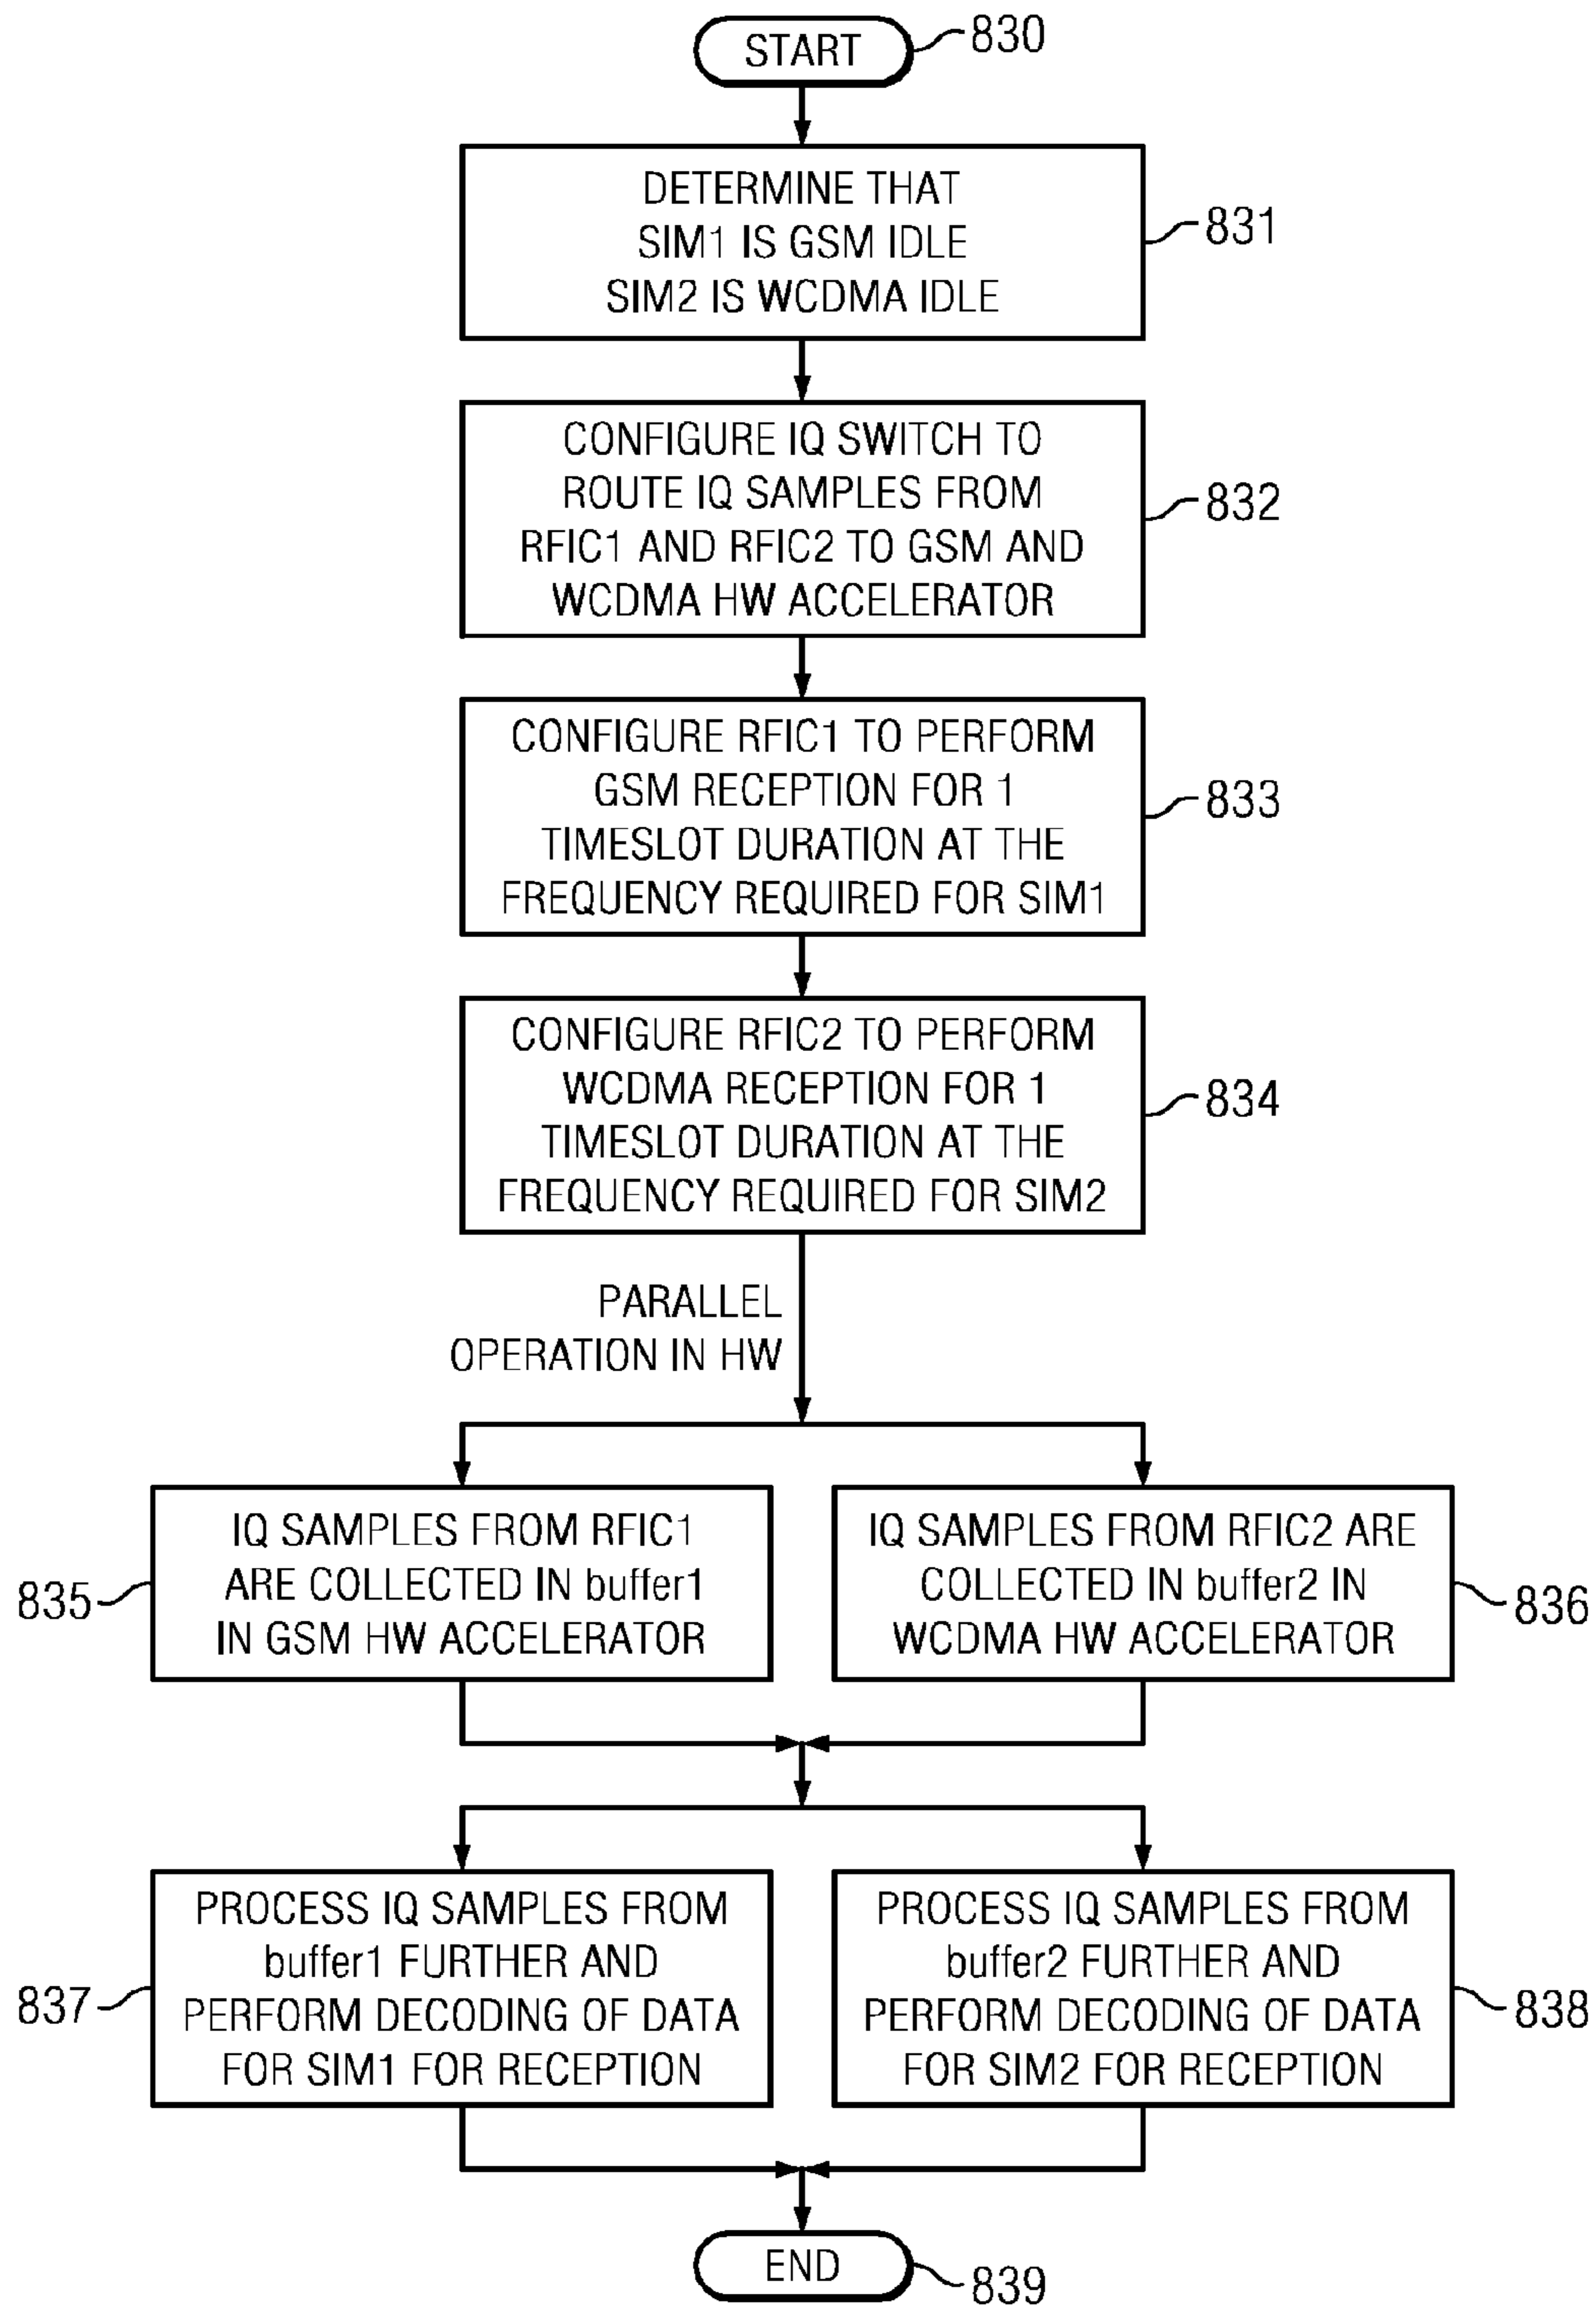 START
830
DETERMINE THAT
SIM1 IS GSM IDLE
SIM2 IS WCDMA IDLE
831
CONFIGURE IQ SWITCH TO
ROUTE IQ SAMPLES FROM
RFIC1 AND RFIC2 TO GSM AND
WCDMA HW ACCELERATOR
832
CONFIGURE RFIC1 TO PERFORM
GSM RECEPTION FOR 1
TIMESLOT DURATION AT THE
FREQUENCY REQUIRED FOR SIM1
833
CONFIGURE RFIC2 TO PERFORM
WCDMA RECEPTION FOR 1
TIMESLOT DURATION AT THE
FREQUENCY REQUIRED FOR SIM2
834
PARALLEL
OPERATION IN HW
IQ SAMPLES FROM RFIC1
ARE COLLECTED IN buffer1
IN GSM HW ACCELERATOR
835
IQ SAMPLES FROM RFIC2 ARE
COLLECTED IN buffer2 IN
WCDMA HW ACCELERATOR
836
PROCESS IQ SAMPLES FROM
buffer1 FURTHER AND
PERFORM DECODING OF DATA
FOR SIM1 FOR RECEPTION
837
PROCESS IQ SAMPLES FROM
buffer2 FURTHER AND
PERFORM DECODING OF DATA
FOR SIM2 FOR RECEPTION
838
END
839